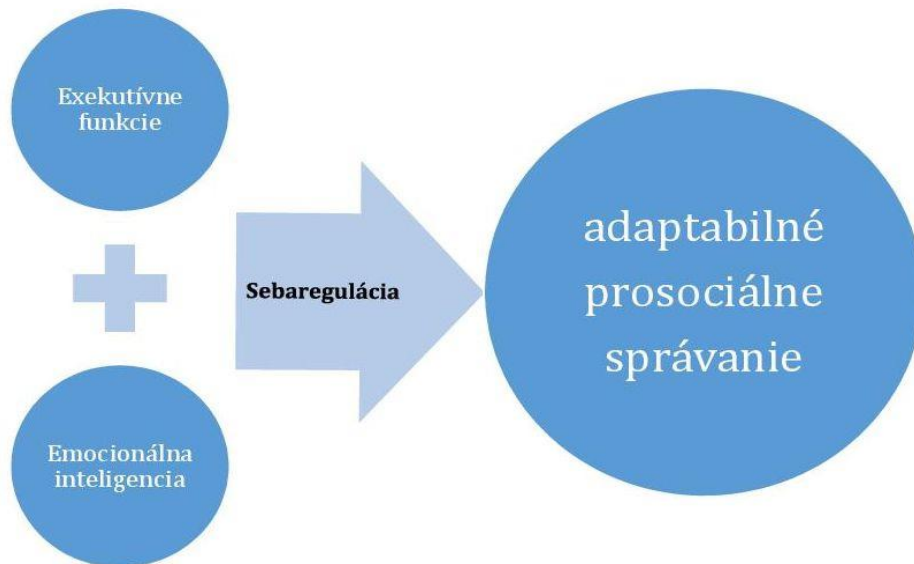 Exekutívne
funkcie
Emocionálna
inteligencia
Sebaregulácia
adaptabilné
prosociálne
správanie